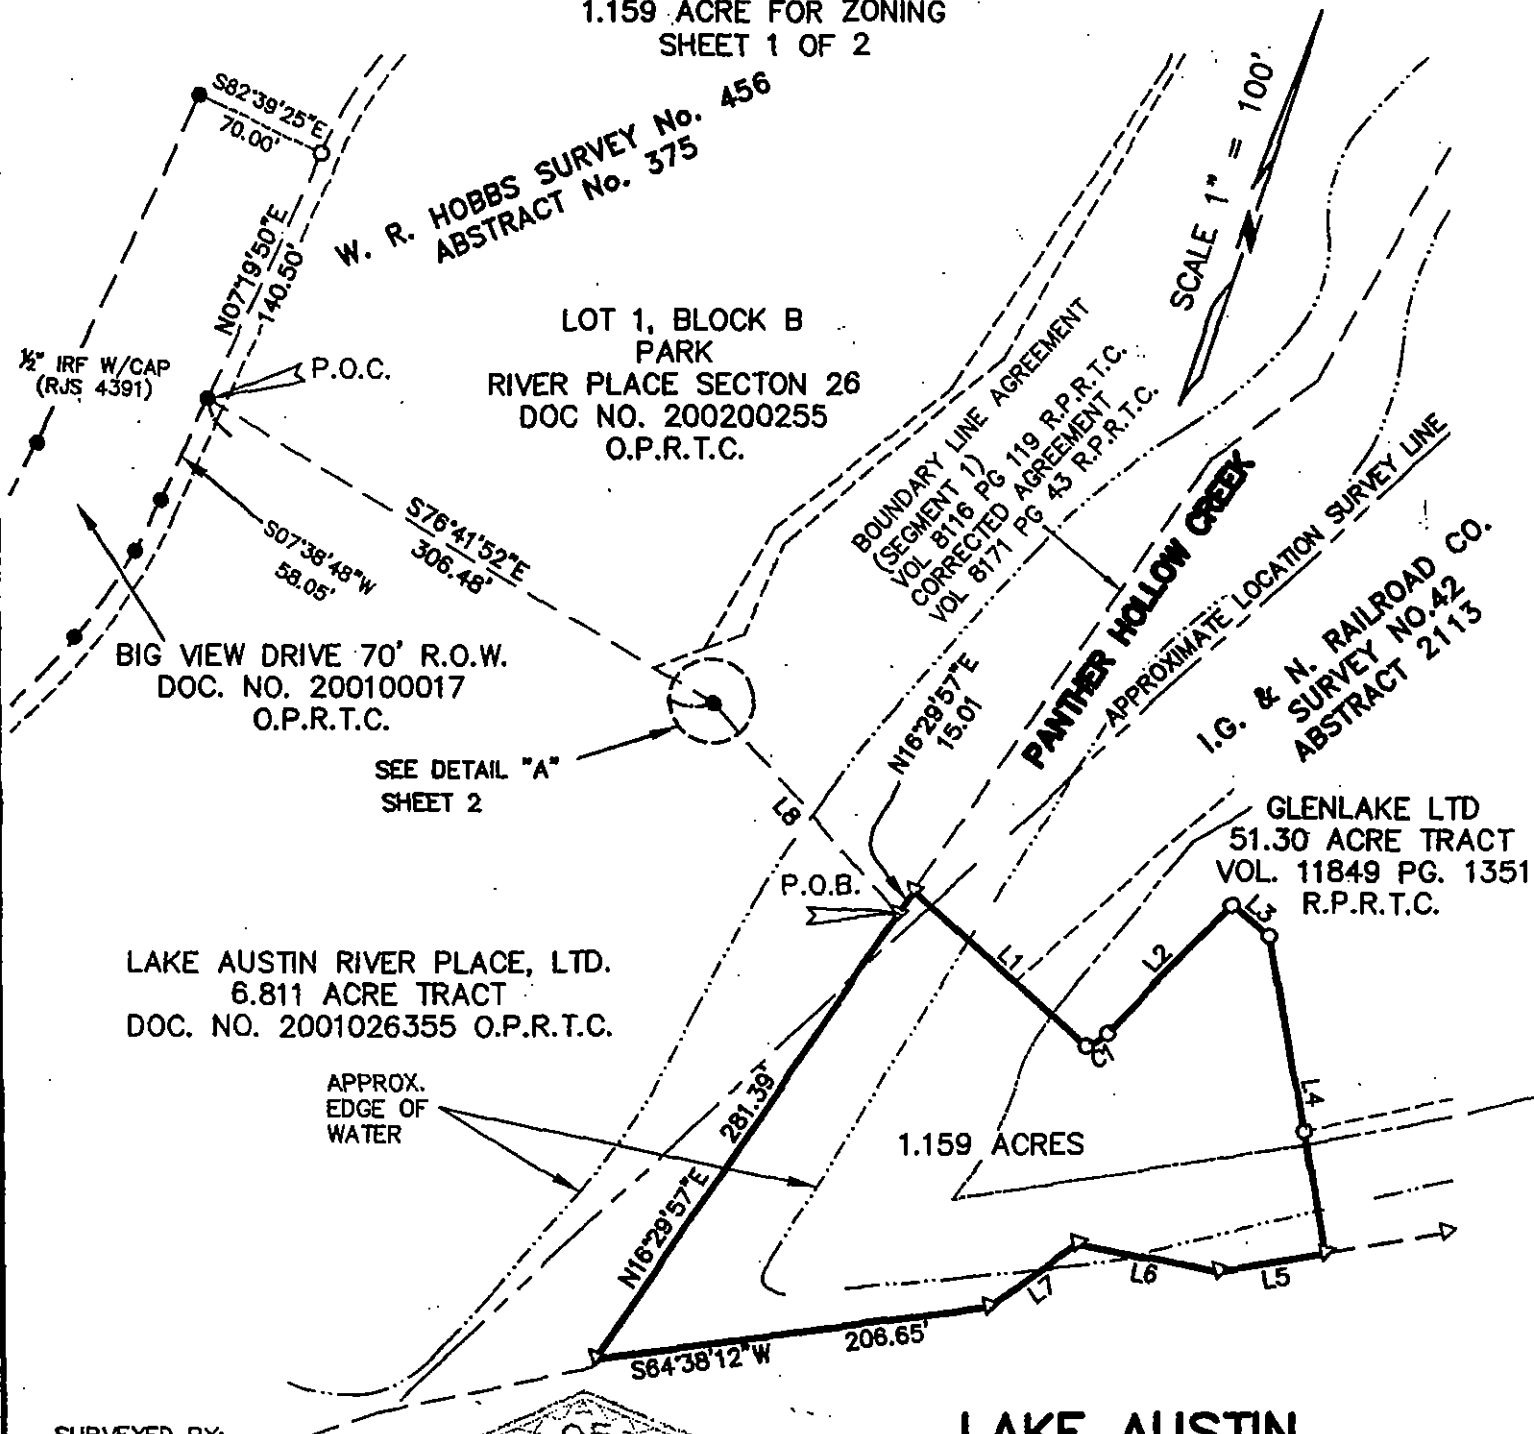 1.159 ACRE FOR ZONING
SHEET 1 OF 2
S82°39'25"E
70.00'
W. R. HOBBS SURVEY No. 456
ABSTRACT No. 375
SCALE 1" = 100'
N07°19'50"E
140.50'
½" IRF W/CAP
(RJS 4391)
P.O.C.
LOT 1, BLOCK B
PARK
RIVER PLACE SECTON 26
DOC NO. 200200255
O.P.R.T.C.
BOUNDARY LINE AGREEMENT
(SEGMENT 1)
VOL 8116 PG 119 R.P.R.T.C.
CORRECTED AGREEMENT
VOL 8171 PG 43 R.P.R.T.C.
PANTHER HOLLOW CREEK
APPROXIMATE LOCATION SURVEY LINE
S76°41'52"E
306.48'
S07°38'48"W
58.05'
BIG VIEW DRIVE 70' R.O.W.
DOC. NO. 200100017
O.P.R.T.C.
SEE DETAIL "A"
SHEET 2
N16°29'57"E
15.01
I.G. & N. RAILROAD CO.
SURVEY NO.42
ABSTRACT 2113
L8
GLENLAKE LTD
51.30 ACRE TRACT
VOL. 11849 PG. 1351
R.P.R.T.C.
P.O.B.
L3
L1
L2
C1
LAKE AUSTIN RIVER PLACE, LTD.
6.811 ACRE TRACT
DOC. NO. 2001026355 O.P.R.T.C.
APPROX.
EDGE OF
WATER
281.39'
N16°29'57"E
1.159 ACRES
L4
L7
L6
L5
S64°38'12"W
206.65'
SURVEYED BY:
LAKE AUSTIN